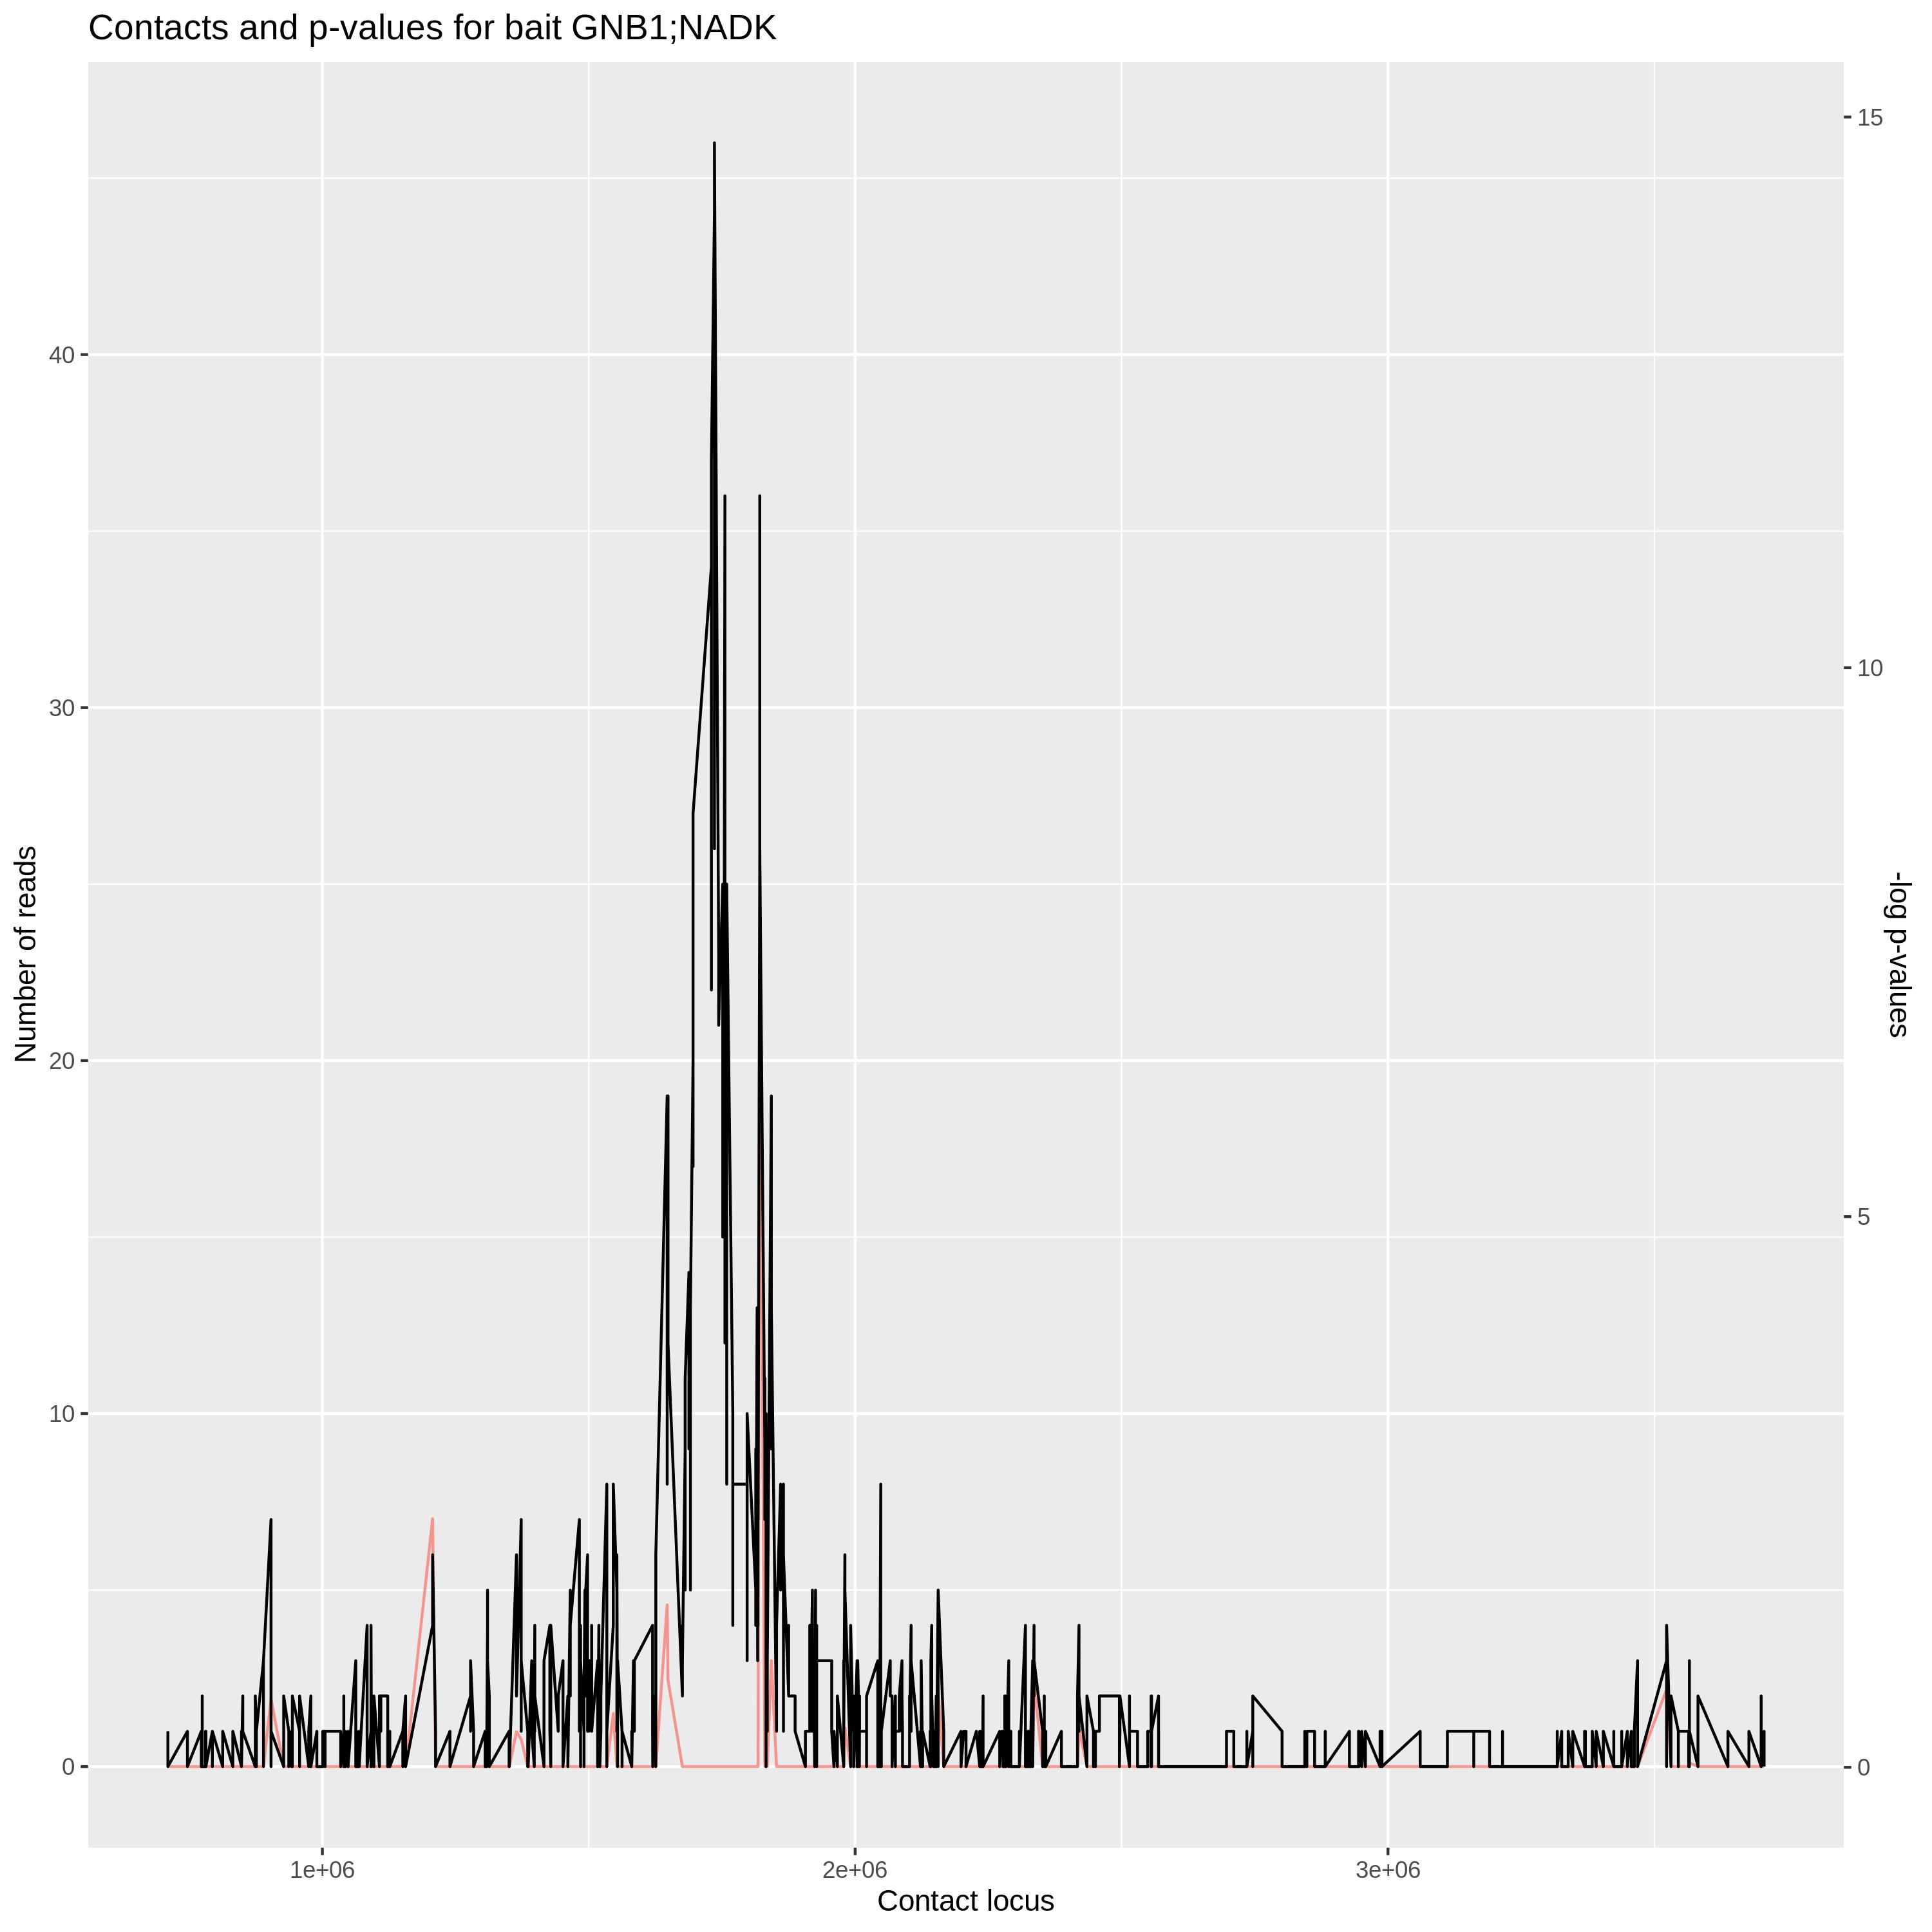 Contacts and p-values for bait GNB1;NADK
Number of reads
40
30
20
10
0
15
10
5
0
-log p-values
1e+06
2e+06
3e+06
Contact locus